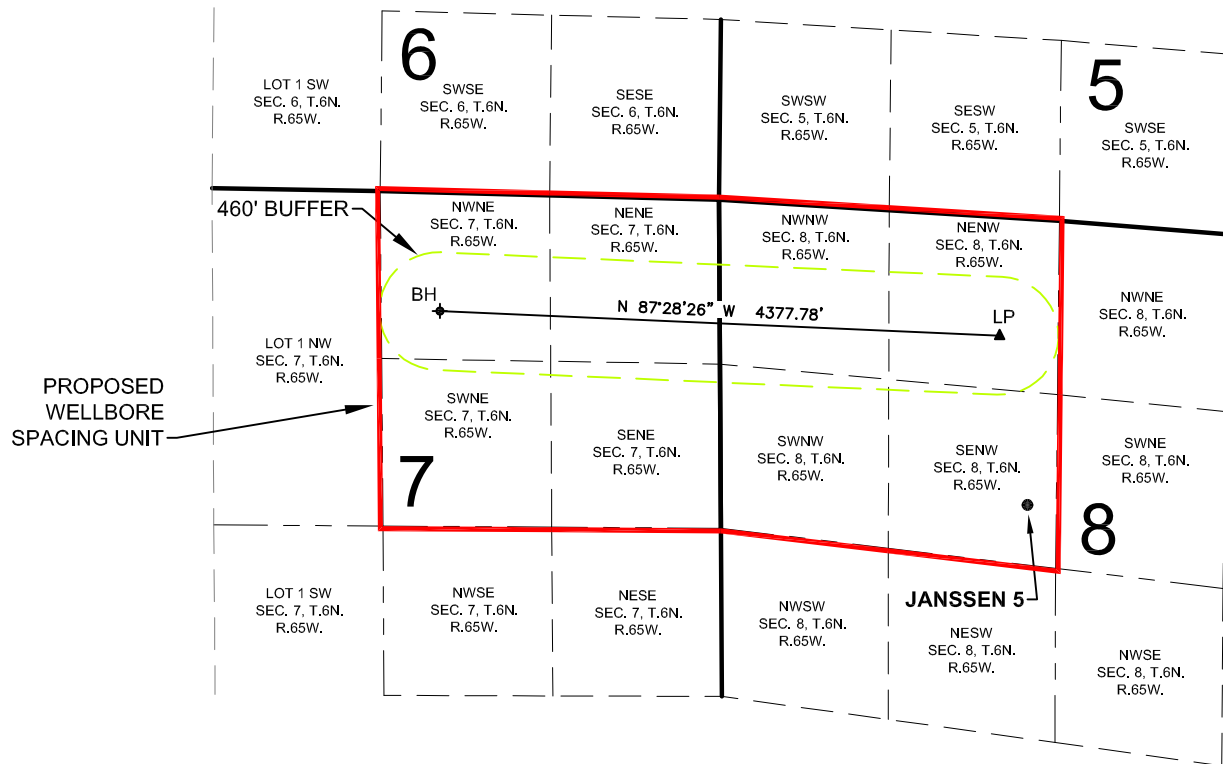 6
5
LOT 1 SW
SEC. 6, T.6N.
R.65W.
SWSE
SEC. 6, T.6N.
R.65W.
SESE
SEC. 6, T.6N.
R.65W.
SWSW
SEC. 5, T.6N.
R.65W.
SESW
SEC. 5, T.6N.
R.65W.
SWSE
SEC. 5, T.6N.
R.65W.
460' BUFFER
NWNE
SEC. 7, T.6N.
R.65W.
NENE
SEC. 7, T.6N.
R.65W.
NWNW
SEC. 8, T.6N.
R.65W.
NENW
SEC. 8, T.6N.
R.65W.
NWNE
SEC. 8, T.6N.
R.65W.
BH
N 87°28'26" W 4377.78'
LP
LOT 1 NW
SEC. 7, T.6N.
R.65W.
PROPOSED
WELLBORE
SPACING UNIT
SWNE
SEC. 7, T.6N.
R.65W.
SENE
SEC. 7, T.6N.
R.65W.
SWNW
SEC. 8, T.6N.
R.65W.
SENW
SEC. 8, T.6N.
R.65W.
SWNE
SEC. 8, T.6N.
R.65W.
7
8
JANSSEN 5
LOT 1 SW
SEC. 7, T.6N.
R.65W.
NWSE
SEC. 7, T.6N.
R.65W.
NESE
SEC. 7, T.6N.
R.65W.
NWSW
SEC. 8, T.6N.
R.65W.
NESW
SEC. 8, T.6N.
R.65W.
NWSE
SEC. 8, T.6N.
R.65W.